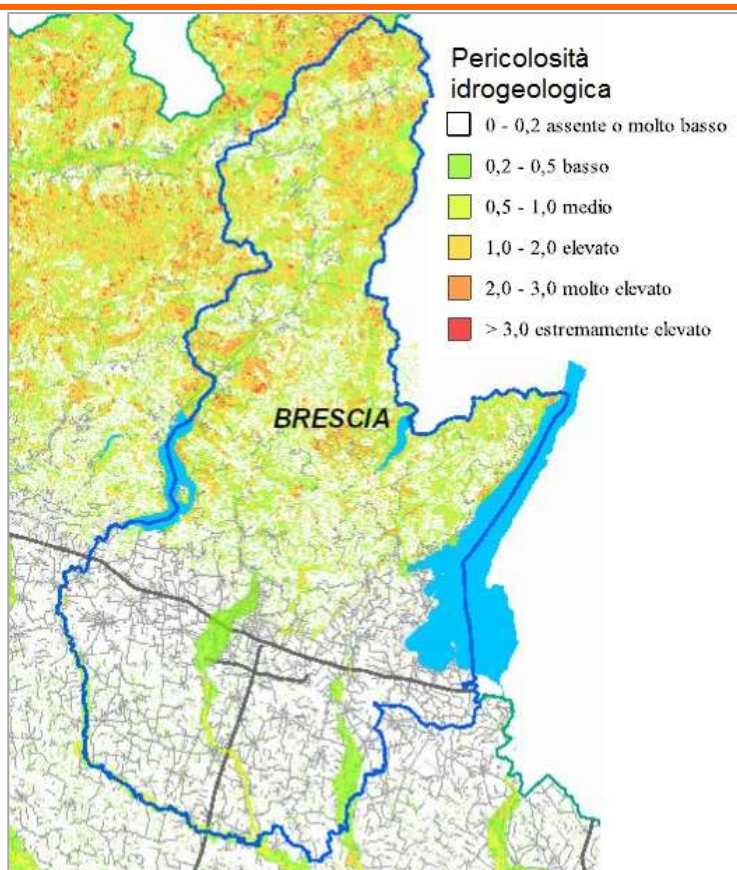 Pericolosità
idrogeologica
0 - 0,2 assente o molto basso
0,2 - 0,5 basso
0,5 - 1,0 medio
1,0 - 2,0 elevato
2,0 - 3,0 molto elevato
> 3,0 estremamente elevato
BRESCIA